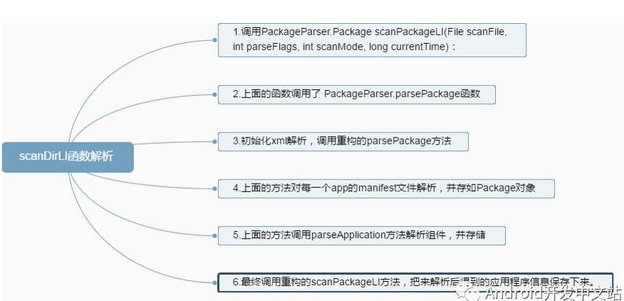 1.调用PackageParser.Package scanPackageLI(File scanFile,
int parseFlags, int scanMode, long currentTime)：
2.上面的函数调用了 PackageParser.parsePackage函数
3.初始化xml解析，调用重构的parsePackage方法
scanDirLI函数解析
4.上面的方法对每一个app的manifest文件解析，并存如Package对象
5.上面的方法调用parseApplication方法解析组件，并存储
6.最终调用重构的scanPackageLI方法，把来解析后得到的应用程序信息保存下来。
Android开发中文站